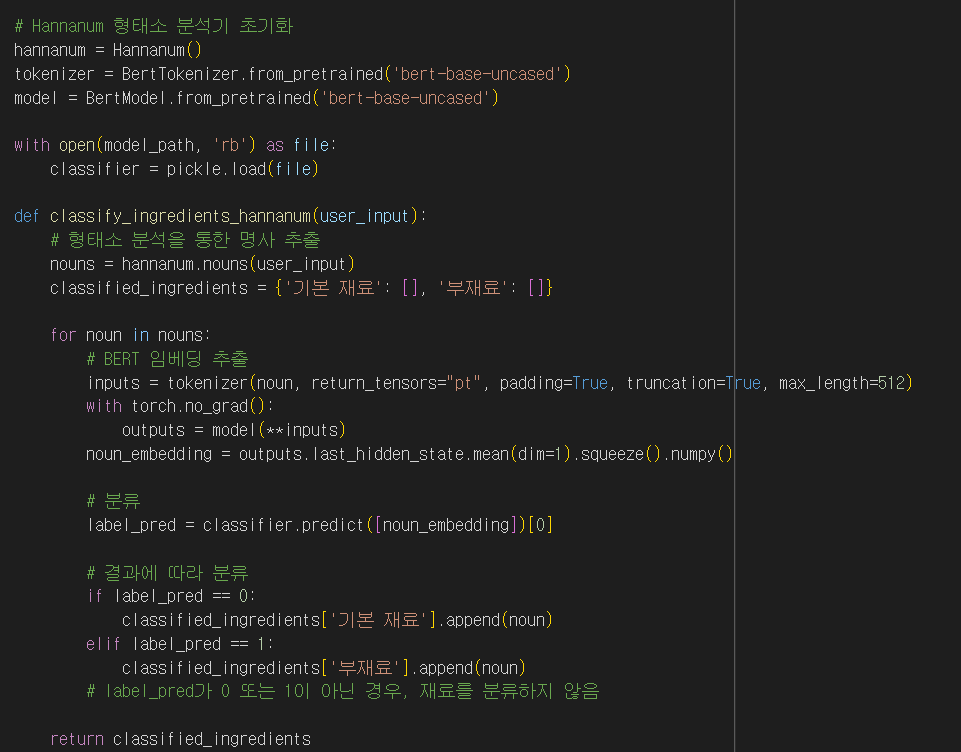 # Hannanum 형태소 분석기 초기화
hannanum = Hannanum()
tokenizer = BertTokenizer.from_pretrained('bert-base-uncased')
model = BertModel.from_pretrained('bert-base-uncased')
with open(model_path, 'rb') as file:
    classifier = pickle.load(file)
def classify_ingredients_hannanum(user_input):
    # 형태소 분석을 통한 명사 추출
    nouns = hannanum.nouns(user_input)
    classified_ingredients = {'기본 재료': [], '부재료': []}
    for noun in nouns:
        # BERT 임베딩 추출
        inputs = tokenizer(noun, return_tensors="pt", padding=True, truncation=True, max_length=512)
        with torch.no_grad():
            outputs = model(**inputs)
        noun_embedding = outputs.last_hidden_state.mean(dim=1).squeeze().numpy()
        # 분류
        label_pred = classifier.predict([noun_embedding])[0]
        # 결과에 따라 분류
        if label_pred == 0:
            classified_ingredients['기본 재료'].append(noun)
        elif label_pred == 1:
            classified_ingredients['부재료'].append(noun)
        # label_pred가 0 또는 1이 아닌 경우, 재료를 분류하지 않음
    return classified_ingredients